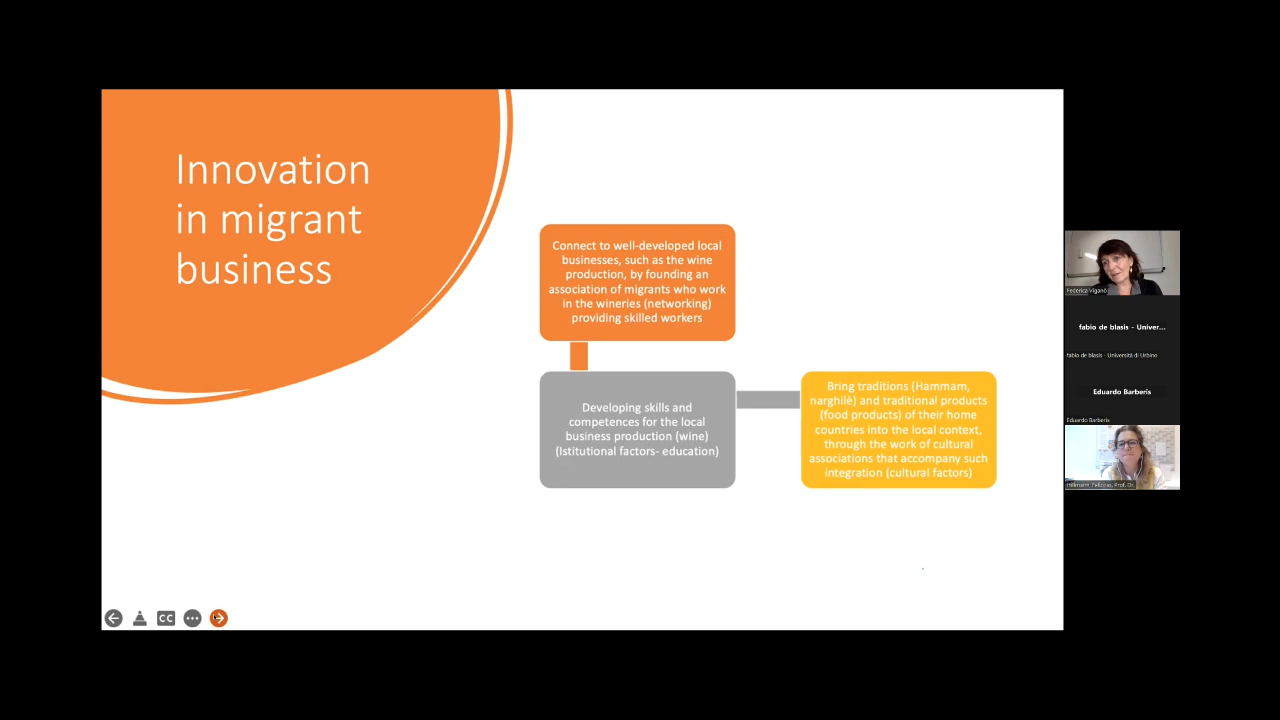 Innovation
in migrant
business
Connect to well-developed local
businesses, such as the wine
production, by founding an
association of migrants who work
in the wineries (networking)
providing skilled workers
Developing skills and
competences for the local
business production (wine)
(Istitutional factors- education)
Bring traditions (Hammam,
narghilè) and traditional products
(food products) of their home
countries into the local context,
through the work of cultural
associations that accompany such
integration (cultural factors)
CC
Federica Viganò
fabio de blasis - Univer...
fabio de blasis - Università di Urbino
Eduardo Barberis
Eduardo Barberis
Hillmann, Felicitas, Prof. Dr.